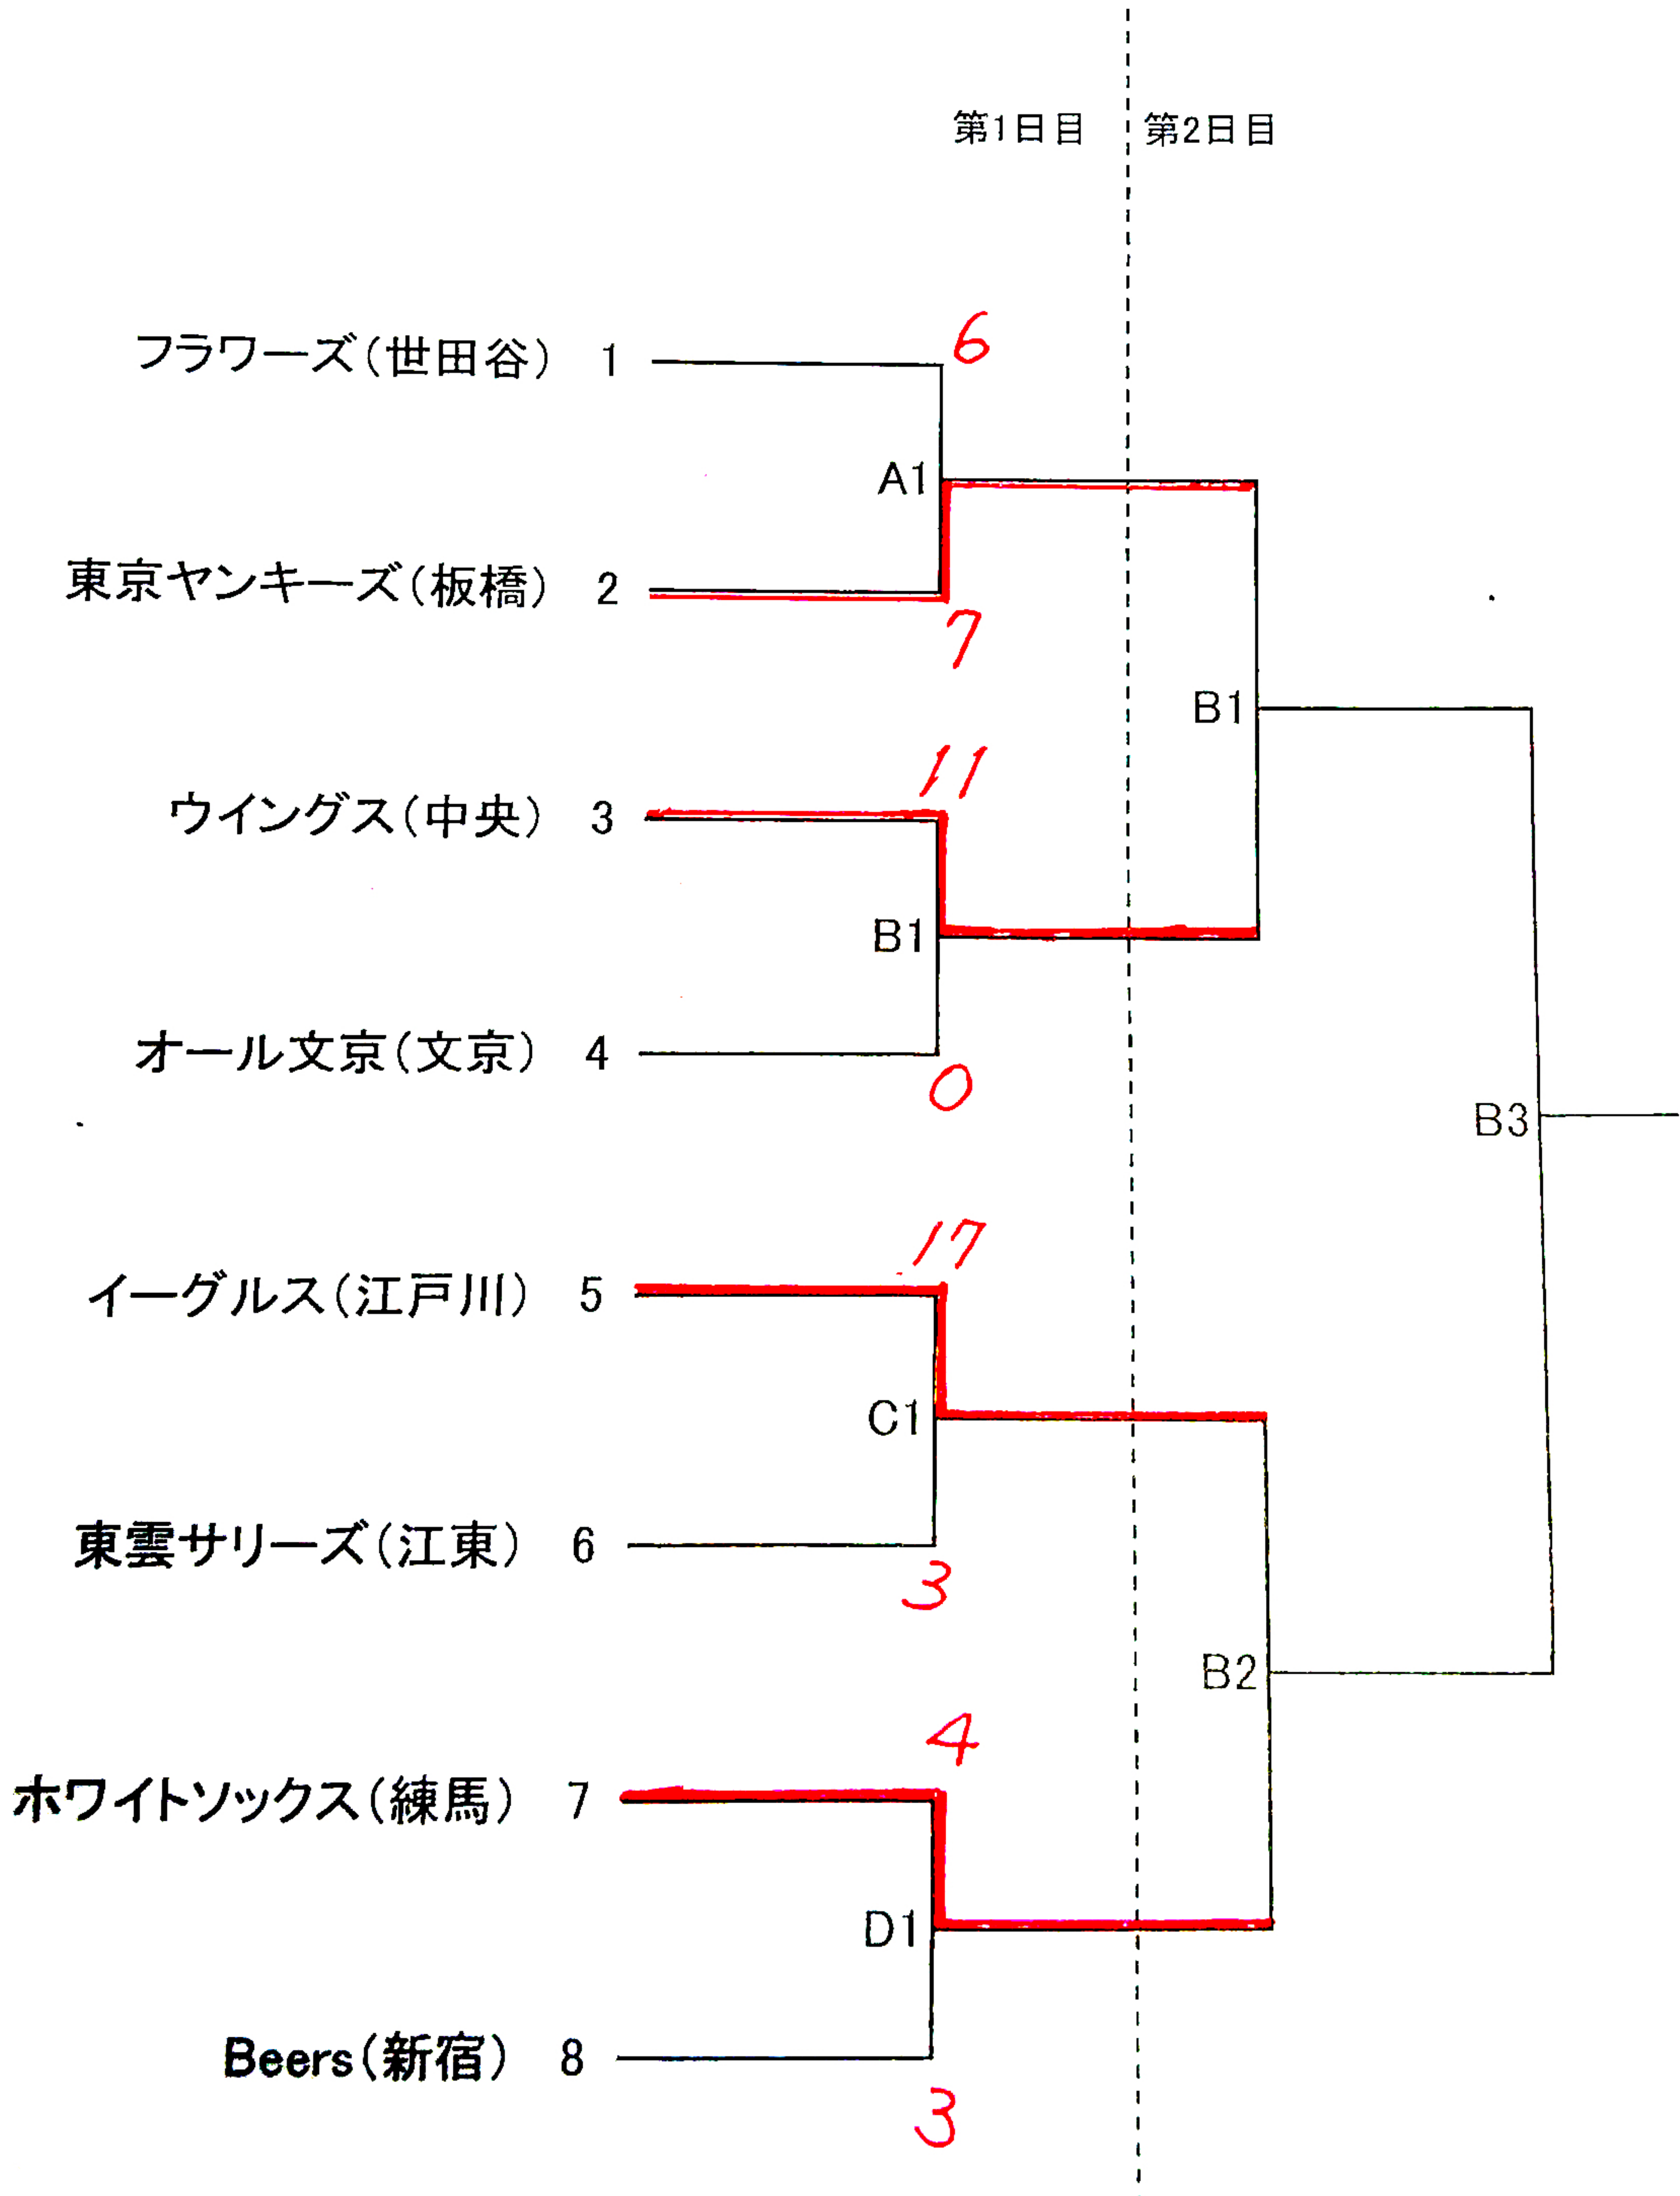 第1日目 第2日目
6
フラワーズ(世田谷) 1
A1
東京ヤンキーズ(板橋) 2
7
B1
11
ウイングス(中央) 3
B1
オール文京(文京) 4
0
B3
17
イーグルス(江戸川) 5
C1
東雲サリーズ(江東) 6
3
B2
4
ホワイトソックス(練馬) 7
D1
Beers(新宿) 8
3